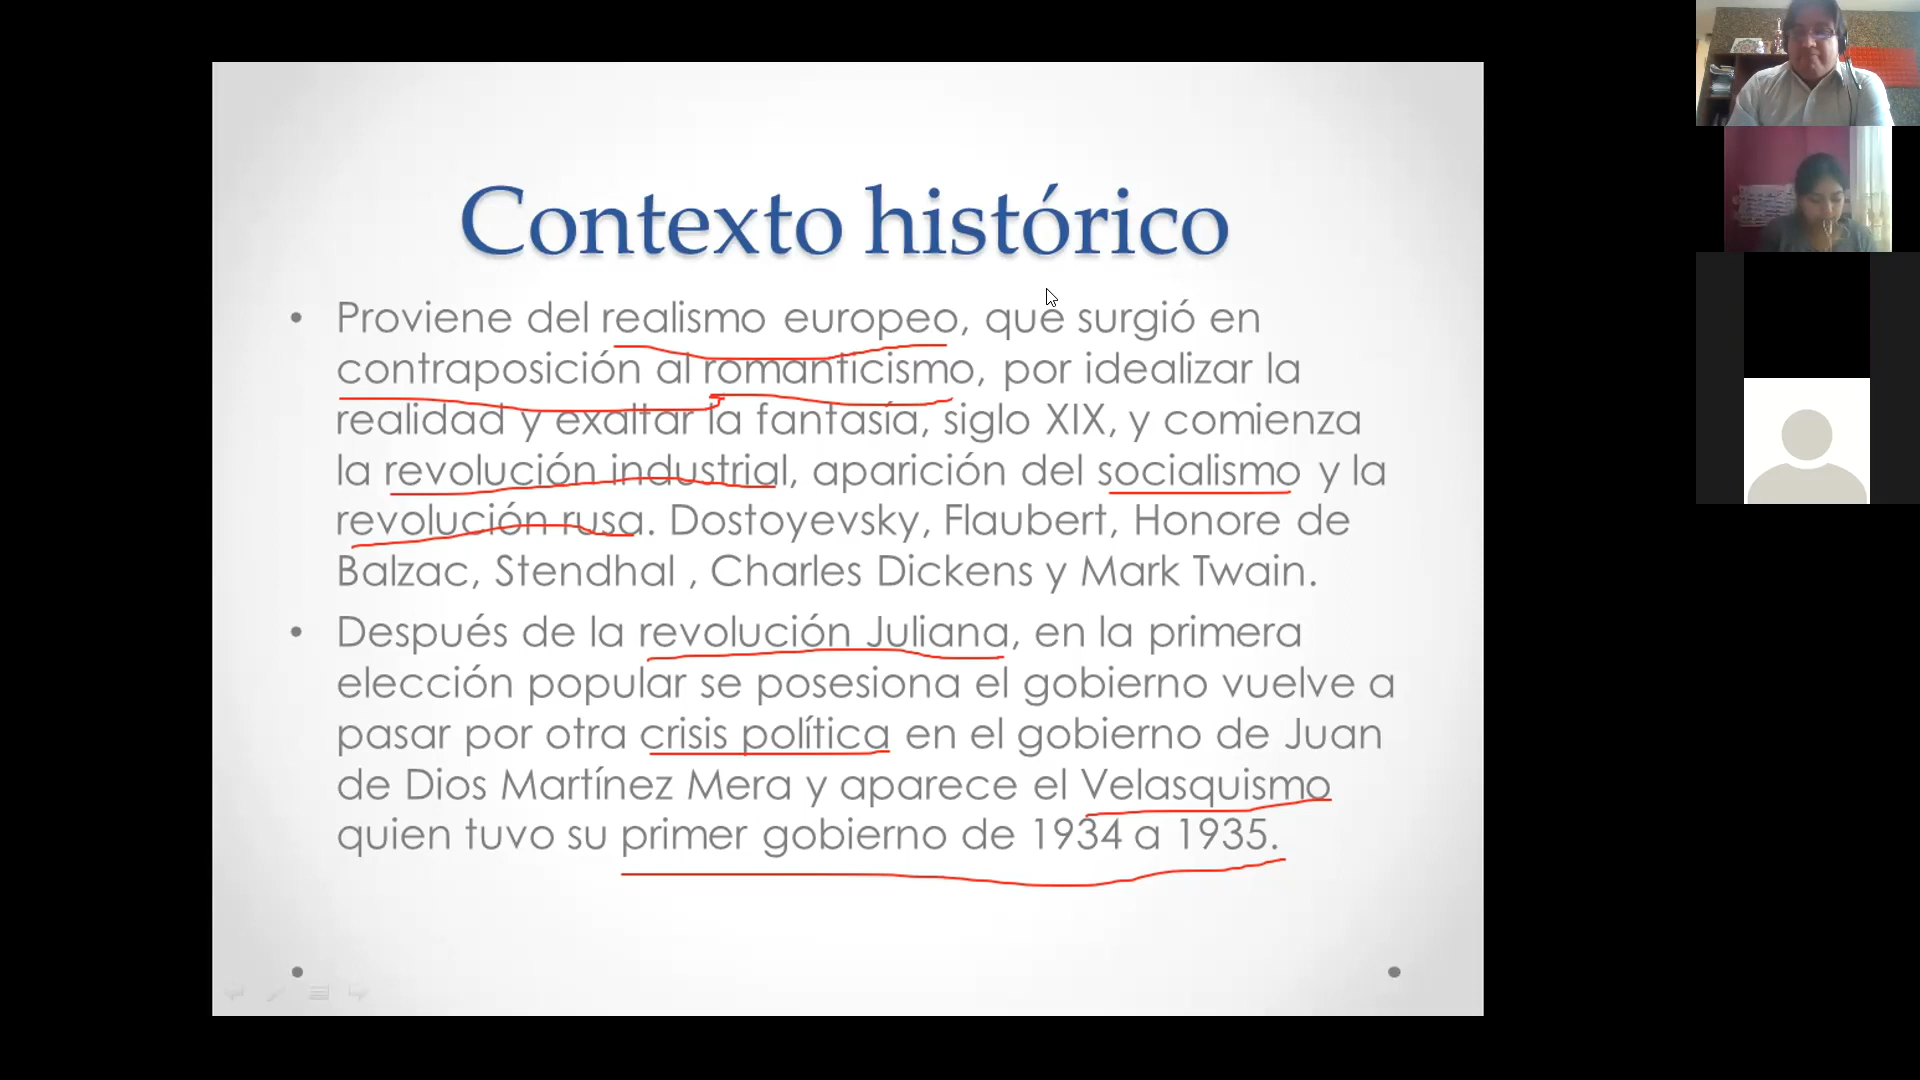 Contexto histórico
• Proviene del realismo europeo, que surgió en
contraposición al romanticismo, por idealizar la
realidad y exaltar la fantasía, siglo XIX, y comienza
la revolución industrial, aparición del socialismo y la
revolución rusa. Dostoyevsky, Flaubert, Honore de
Balzac, Stendhal , Charles Dickens y Mark Twain.
• Después de la revolución Juliana, en la primera
elección popular se posesiona el gobierno vuelve a
pasar por otra crisis política en el gobierno de Juan
de Dios Martínez Mera y aparece el Velasquismo
quien tuvo su primer gobierno de 1934 a 1935.